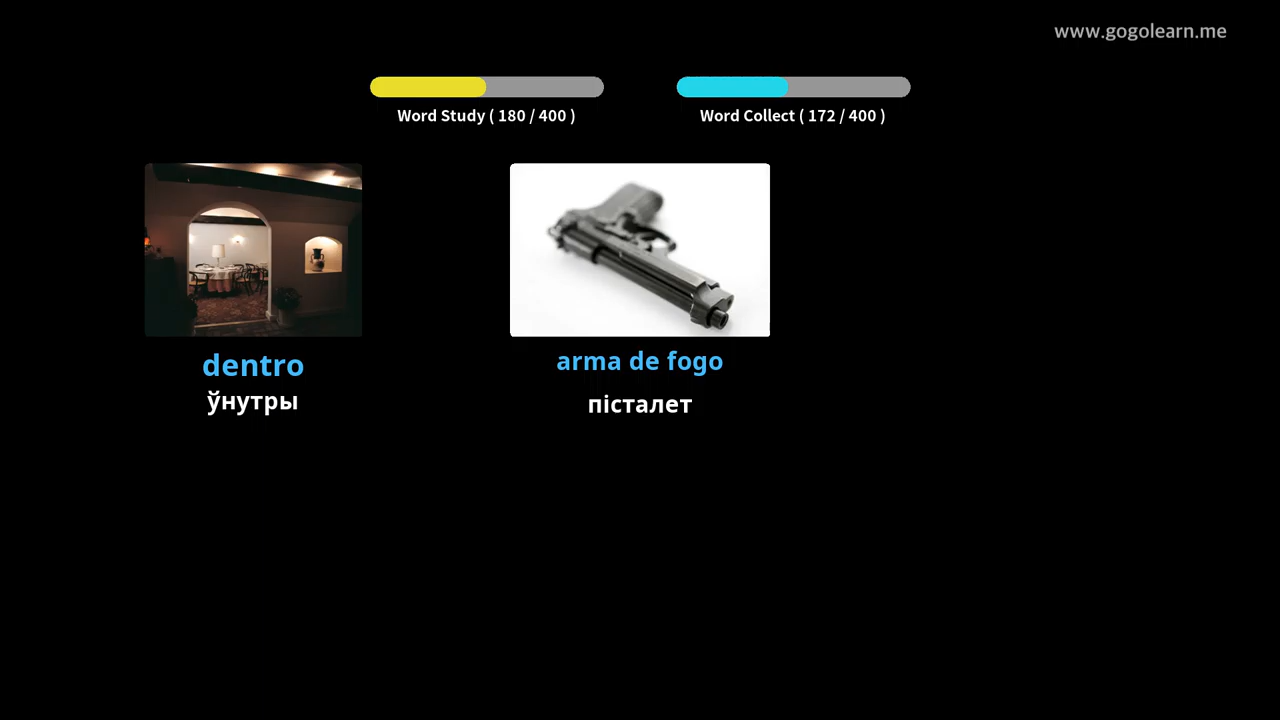 www.gogolearn.me
Word Study ( 180 / 400 )
Word Collect ( 172 / 400 )
dentro
ўнутры
arma de fogo
пісталет